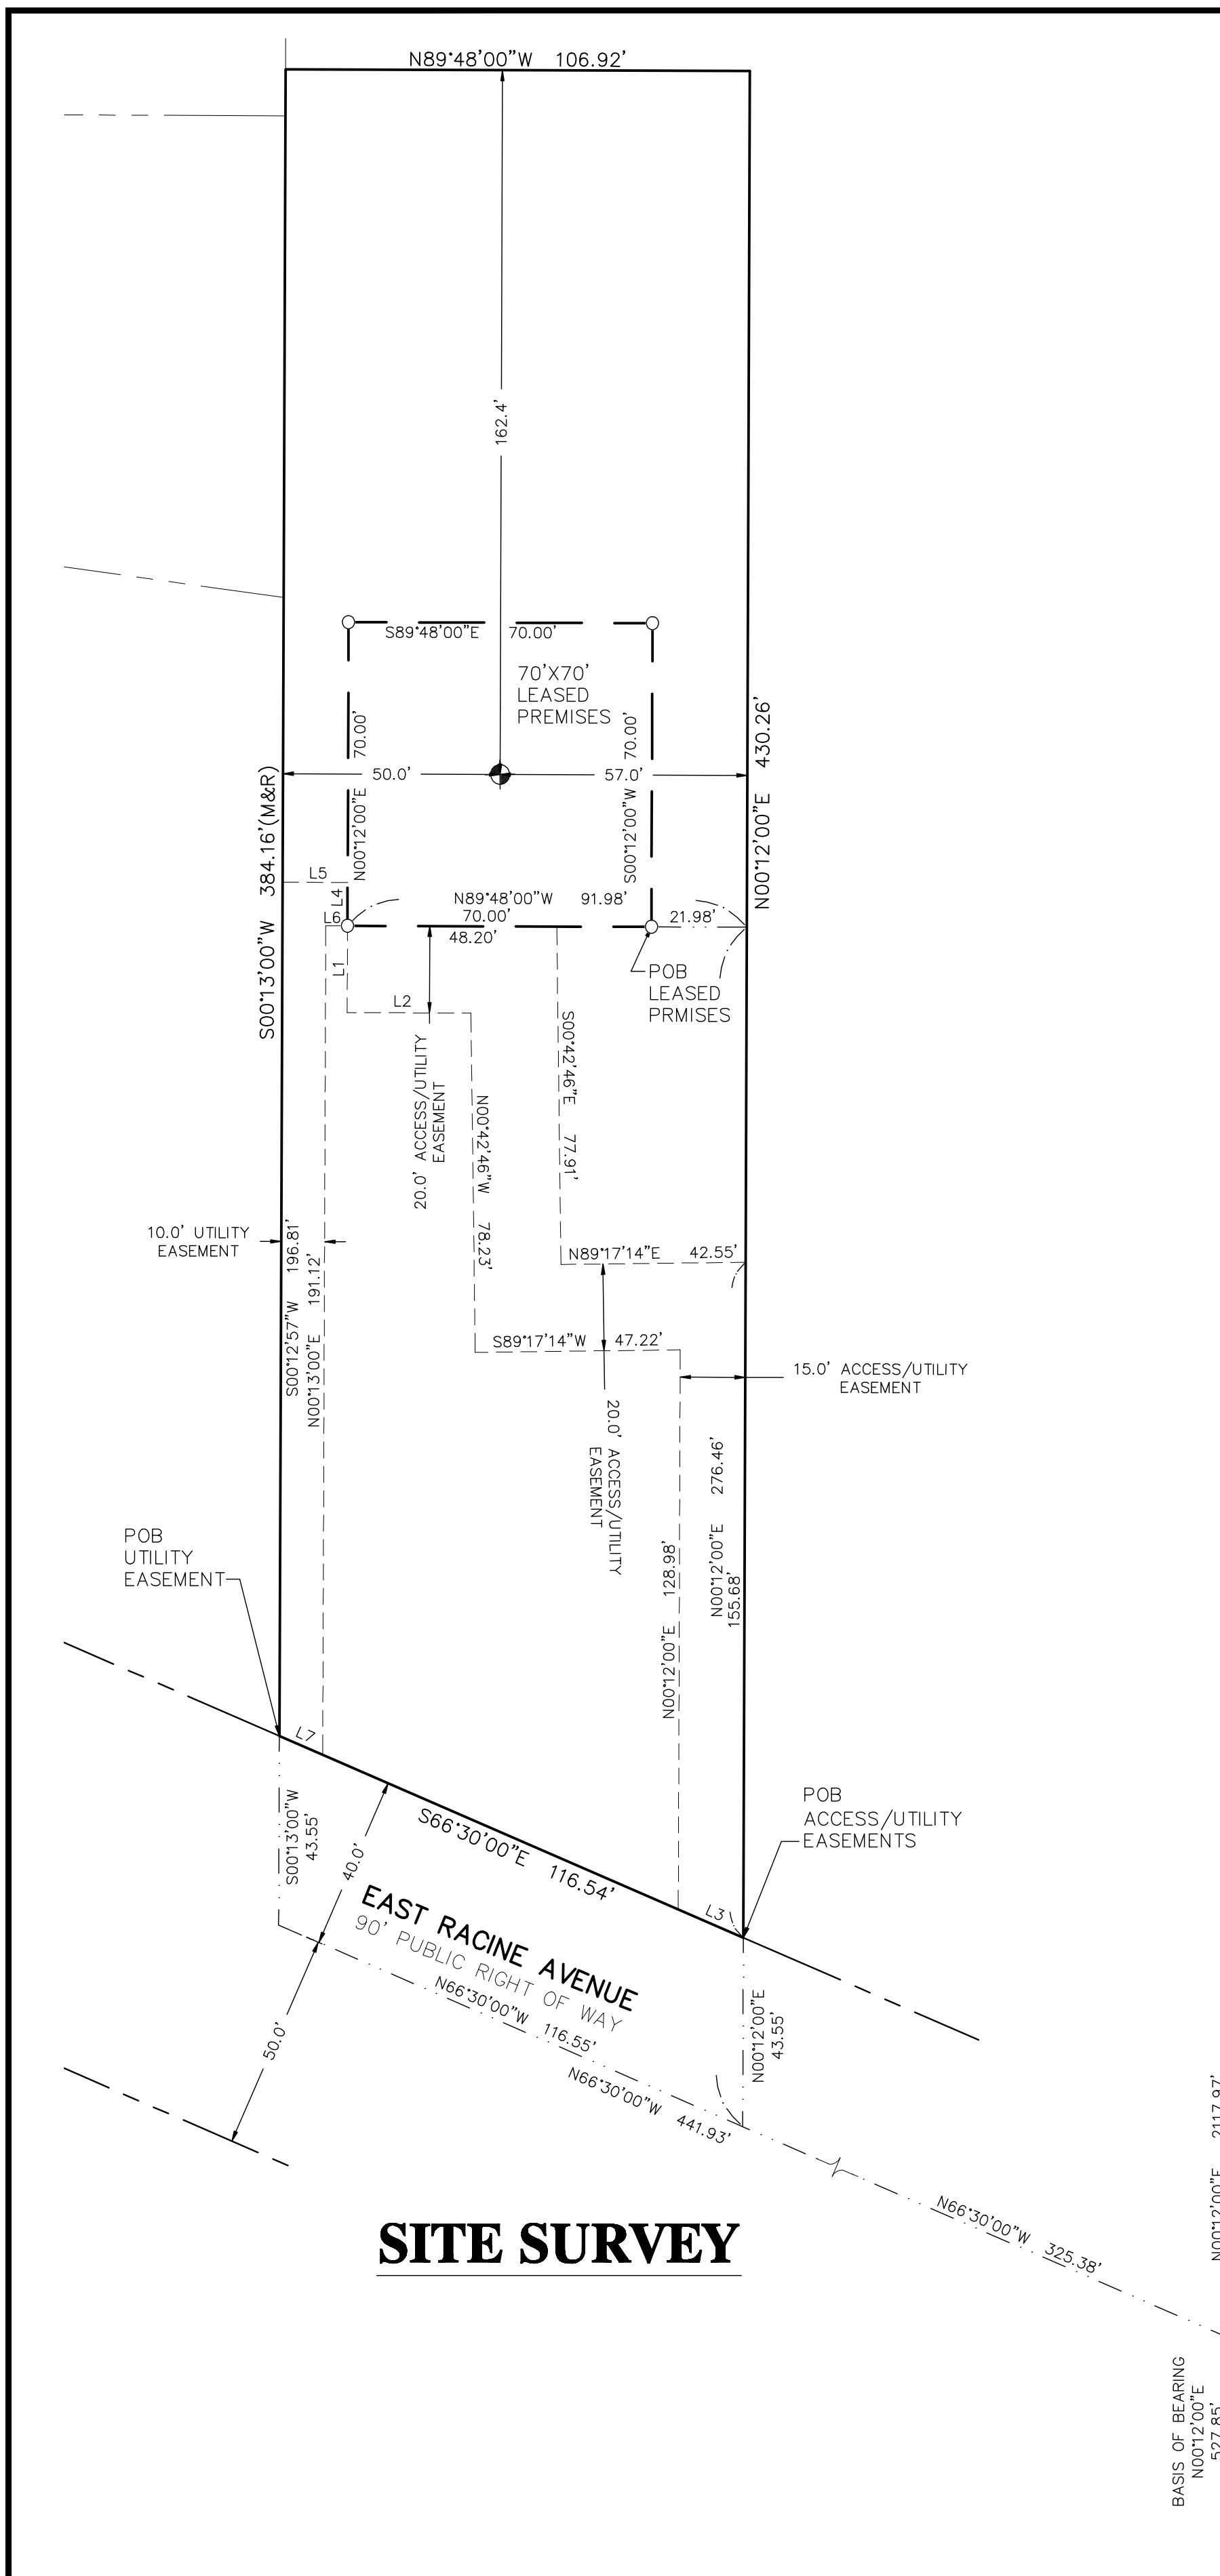 N89°48'00"W 106.92'
162.4'
S89°48'00"E 70.00'
70'X70'
LEASED
PREMISES
N00°12'00"E 70.00'
S00°12'00"W 70.00'
50.0'
57.0'
S00°13'00"W 384.16'(M&R)
N00°12'00"E 430.26'
L5
L4
L6
N89°48'00"W 91.98'
70.00'
48.20'
21.98'
POB
LEASED
PRMISES
L1
L2
20.0' ACCESS/UTILITY
EASEMENT
N00°42'46"W 78.23'
S00°42'46"E 77.91'
10.0' UTILITY
EASEMENT
S00°12'57"W 196.81'
N00°13'00"E 191.12'
N89°17'14"E 42.55'
S89°17'14"W 47.22'
15.0' ACCESS/UTILITY
EASEMENT
20.0' ACCESS/UTILITY
EASEMENT
N00°12'00"E 128.98'
N00°12'00"E 276.46'
155.68'
POB
UTILITY
EASEMENT
L7
S00°13'00"W
43.55'
40.0'
S66°30'00"E 116.54'
POB
ACCESS/UTILITY
EASEMENTS
L3
EAST RACINE AVENUE
90' PUBLIC RIGHT OF WAY
N66°30'00"W 116.55'
N00°12'00"E
43.55'
50.0'
N66°30'00"W 441.93'
N66°30'00"W 325.38'
N00°12'00"E 2117.97'
SITE SURVEY
BASIS OF BEARING
N00°12'00"E
527.85'